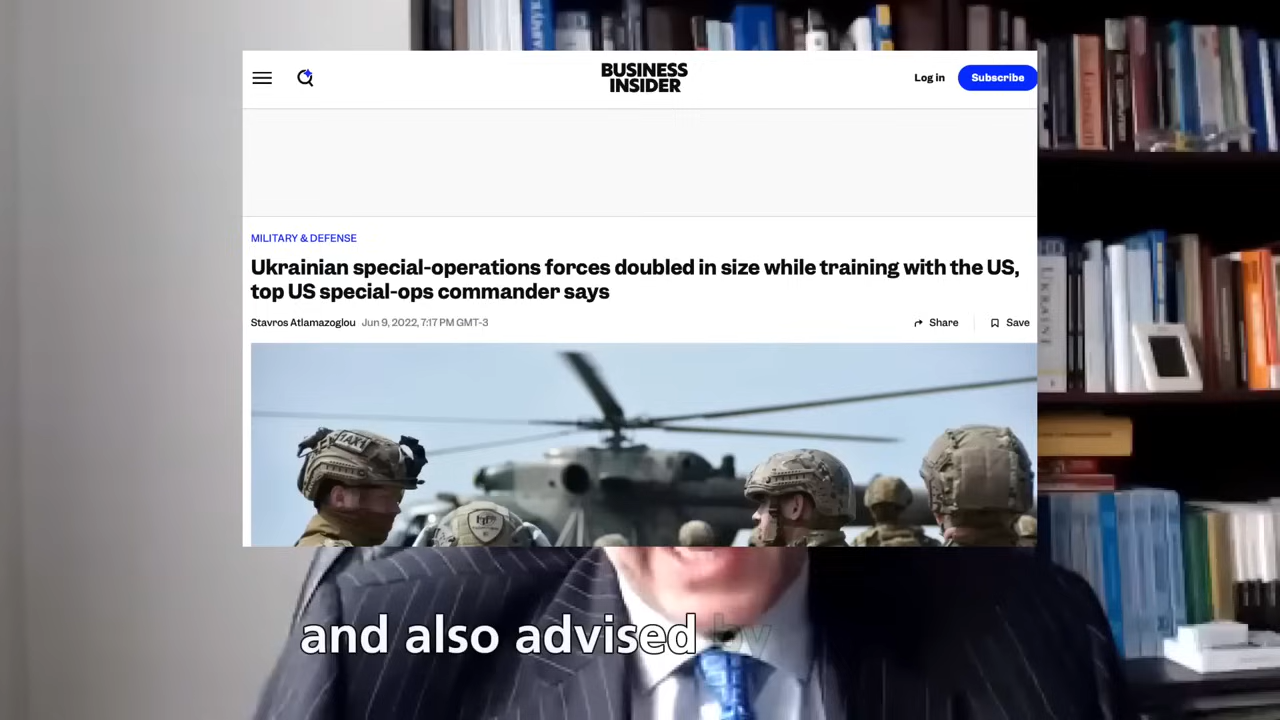 BUSINESS
INSIDER
Log in
Subscribe
MILITARY & DEFENSE
Ukrainian special-operations forces doubled in size while training with the US,
top US special-ops commander says
Stavros Atlamazoglou Jun 9, 2022, 7:17 PM GMT-3
Share
Save
UKRAINE
and also advised by